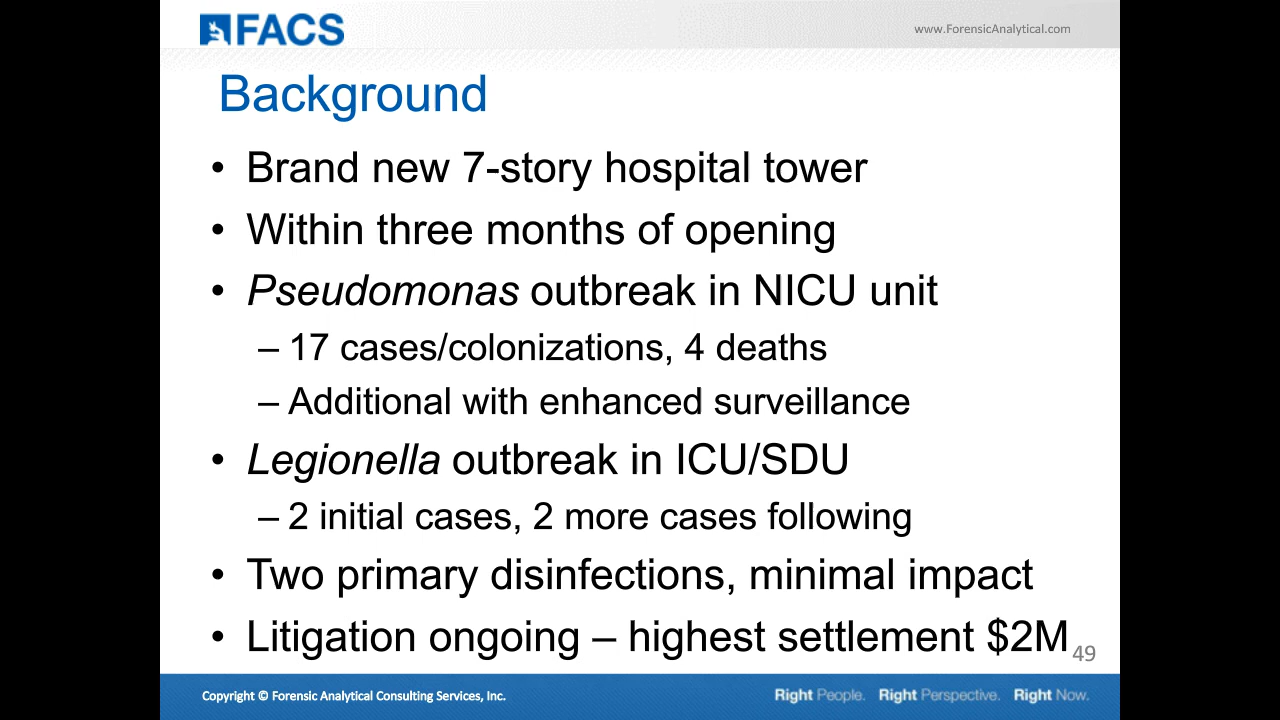 FACS
www.ForensicAnalytical.com
Background
• Brand new 7-story hospital tower
• Within three months of opening
• Pseudomonas outbreak in NICU unit
– 17 cases/colonizations, 4 deaths
– Additional with enhanced surveillance
• Legionella outbreak in ICU/SDU
– 2 initial cases, 2 more cases following
• Two primary disinfections, minimal impact
• Litigation ongoing – highest settlement $2M
49
Copyright © Forensic Analytical Consulting Services, Inc.
Right People. Right Perspective. Right Now.